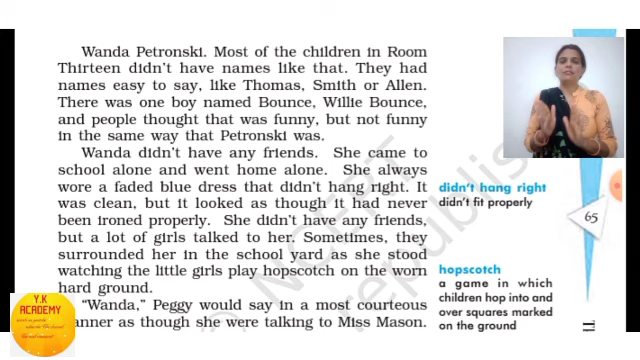 Wanda Petronski. Most of the children in Room
Thirteen didn't have names like that. They had
names easy to say, like Thomas, Smith or Allen.
There was one boy named Bounce, Willie Bounce,
and people thought that was funny, but not funny
in the same way that Petronski was.
Wanda didn't have any friends. She came to
school alone and went home alone. She always
wore a faded blue dress that didn't hang right. It
was clean, but it looked as though it had never
been ironed properly. She didn't have any friends,
but a lot of girls talked to her. Sometimes, they
surrounded her in the school yard as she stood
watching the little girls play hopscotch on the worn
hard ground.
"Wanda," Peggy would say in a most courteous
manner as though she were talking to Miss Mason.
didn't hang right
didn't fit properly
65
hopscotch
a game in which
children hop into and
over squares marked
on the ground
© NCERT
republis
Y.K
ACADEMY